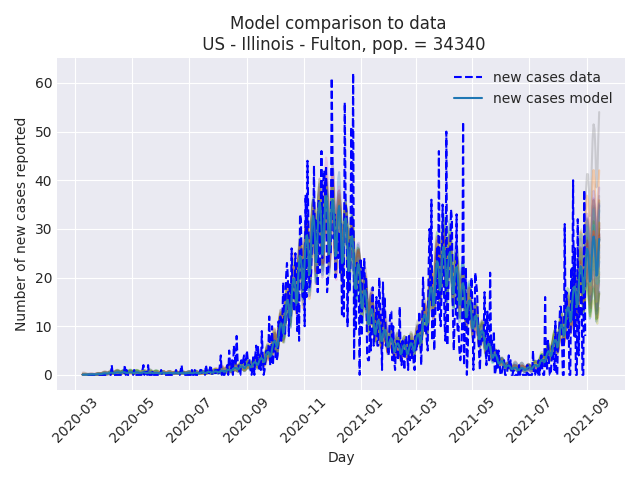 Model comparison to data
US - Illinois - Fulton, pop. = 34340
new cases data
new cases model
Number of new cases reported
60
50
40
30
20
10
0
2020-03
2020-05
2020-07
2020-09
2020-11
2021-01
2021-03
2021-05
2021-07
2021-09
Day